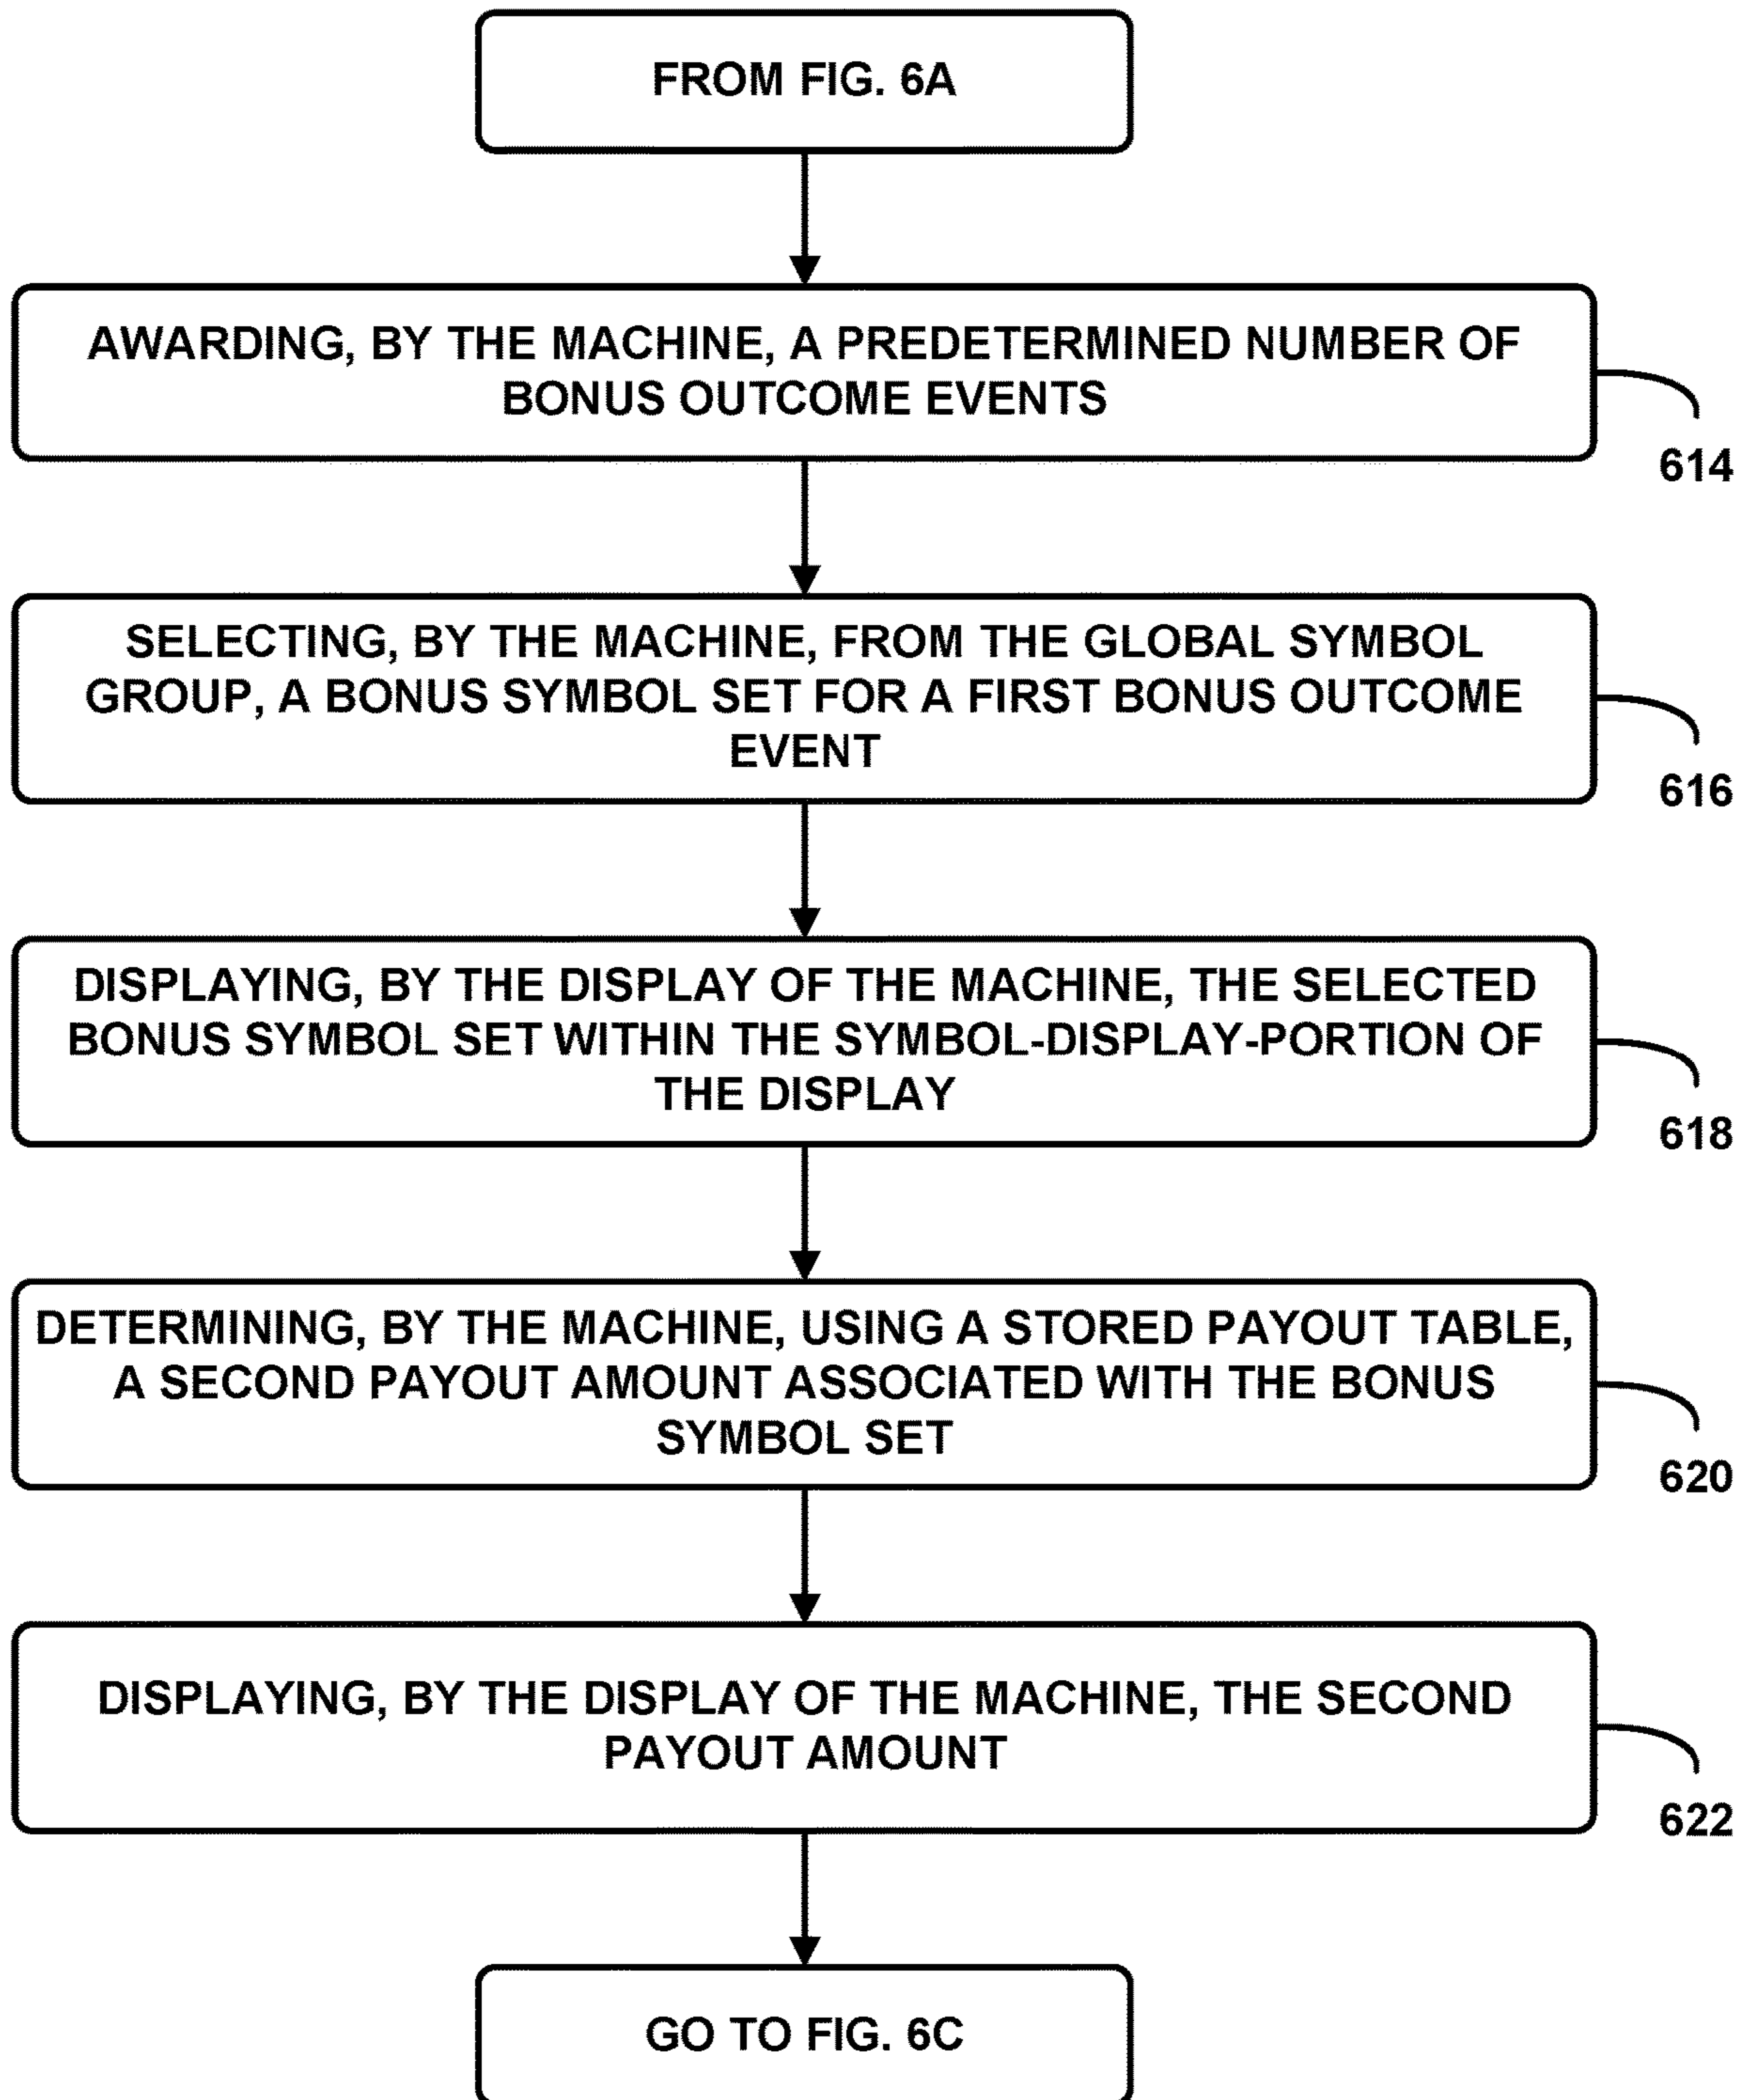 FROM FIG. 6A
AWARDING, BY THE MACHINE, A PREDETERMINED NUMBER OF
BONUS OUTCOME EVENTS
614
SELECTING, BY THE MACHINE, FROM THE GLOBAL SYMBOL
GROUP, A BONUS SYMBOL SET FOR A FIRST BONUS OUTCOME
EVENT
616
DISPLAYING, BY THE DISPLAY OF THE MACHINE, THE SELECTED
BONUS SYMBOL SET WITHIN THE SYMBOL-DISPLAY-PORTION OF
THE DISPLAY
618
DETERMINING, BY THE MACHINE, USING A STORED PAYOUT TABLE,
A SECOND PAYOUT AMOUNT ASSOCIATED WITH THE BONUS
SYMBOL SET
620
DISPLAYING, BY THE DISPLAY OF THE MACHINE, THE SECOND
PAYOUT AMOUNT
622
GO TO FIG. 6C